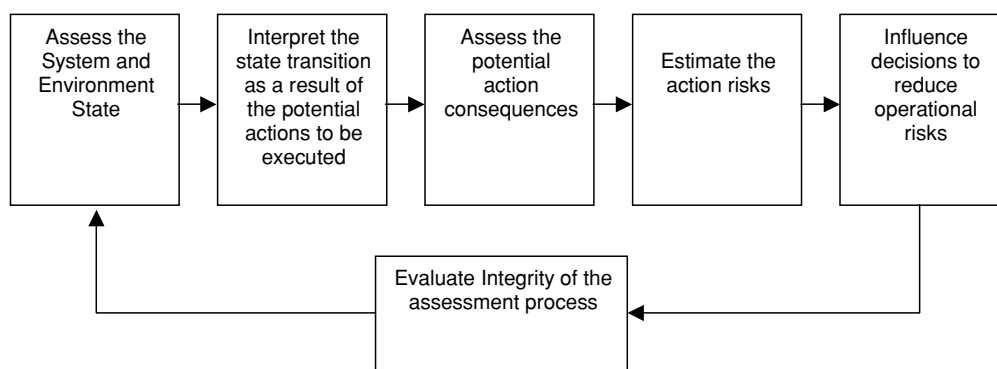 Assess the
System and
Environment
State
Interpret the
state transition
as a result of
the potential
actions to be
executed
Assess the
potential
action
consequences
Estimate the
action risks
Influence
decisions to
reduce
operational
risks
Evaluate Integrity of the
assessment process